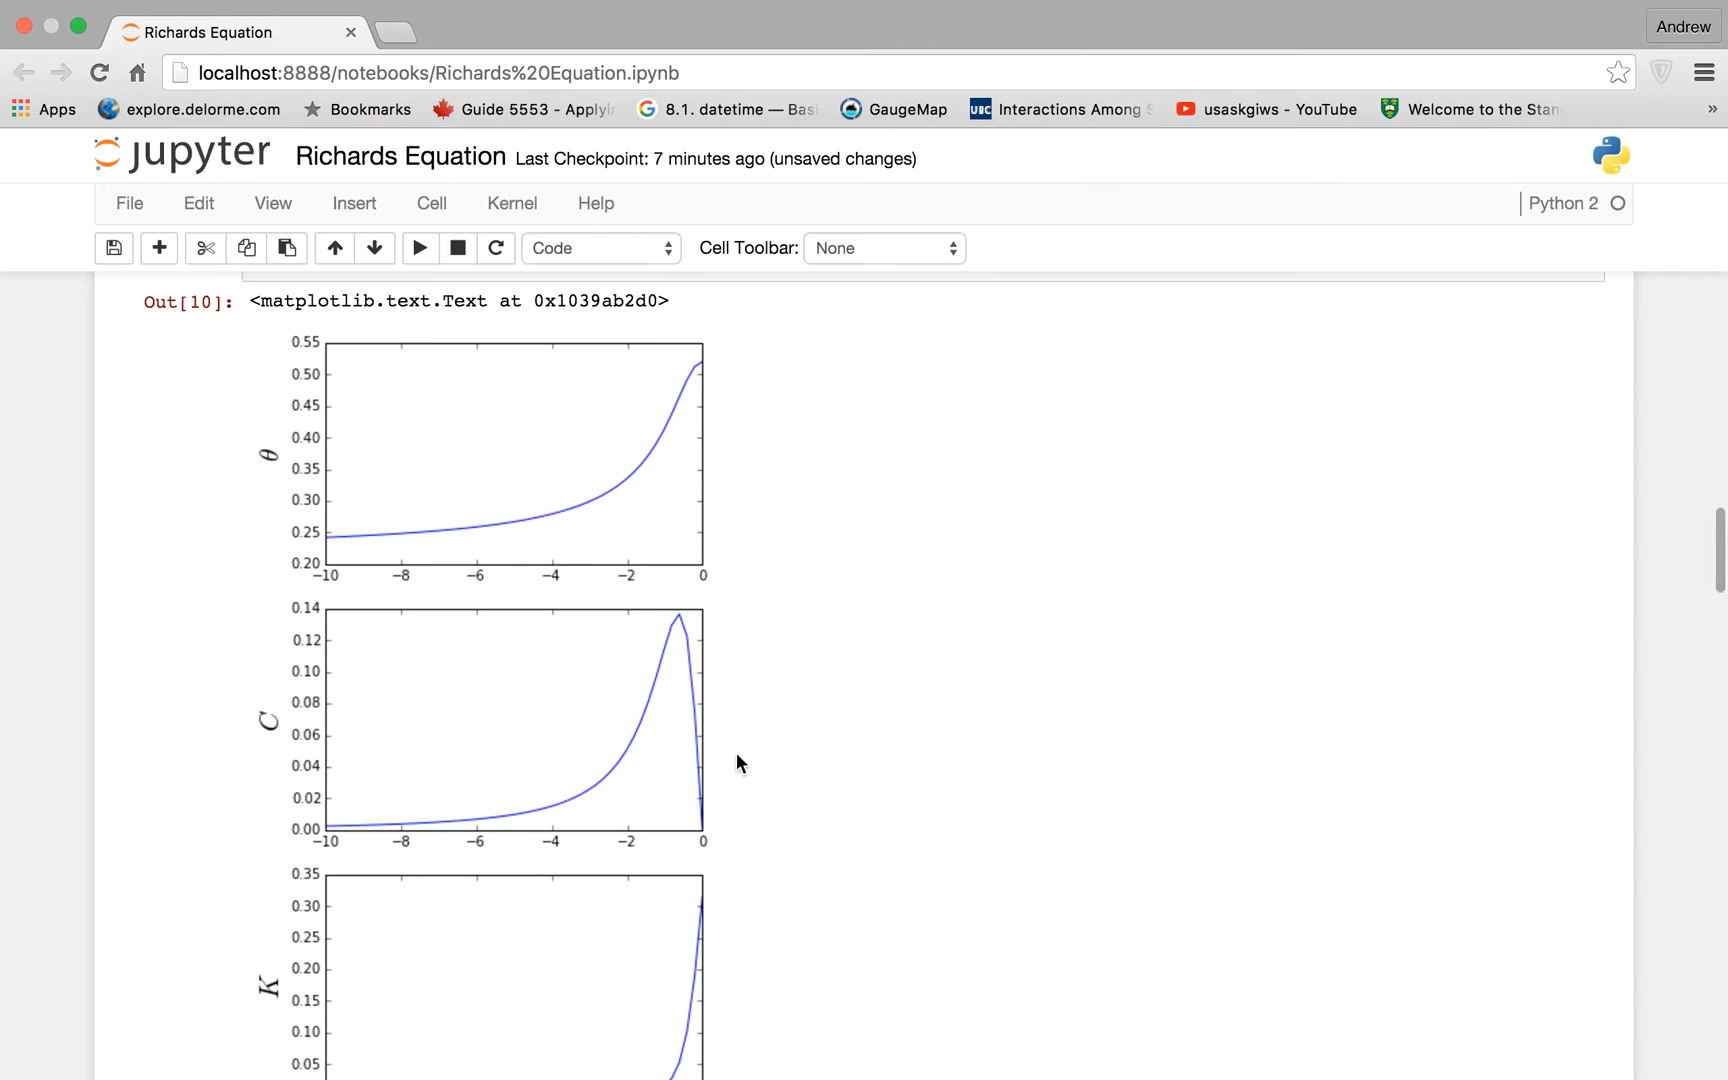 Richards Equation
Andrew
localhost:8888/notebooks/Richards%20Equation.ipynb
Apps explore.delorme.com Bookmarks Guide 5553 - Applyin 8.1. datetime — Basi GaugeMap UBC Interactions Among S usaskgiws - YouTube Welcome to the Stan »
jupyter Richards Equation Last Checkpoint: 7 minutes ago (unsaved changes)
File Edit View Insert Cell Kernel Help Python 2
Code Cell Toolbar: None
Out[10]: <matplotlib.text.Text at 0x1039ab2d0>
0.55
0.50
0.45
0.40
θ
0.35
0.30
0.25
0.20
−10 −8 −6 −4 −2 0
0.14
0.12
0.10
0.08
C
0.06
0.04
0.02
0.00
−10 −8 −6 −4 −2 0
0.35
0.30
0.25
0.20
K
0.15
0.10
0.05